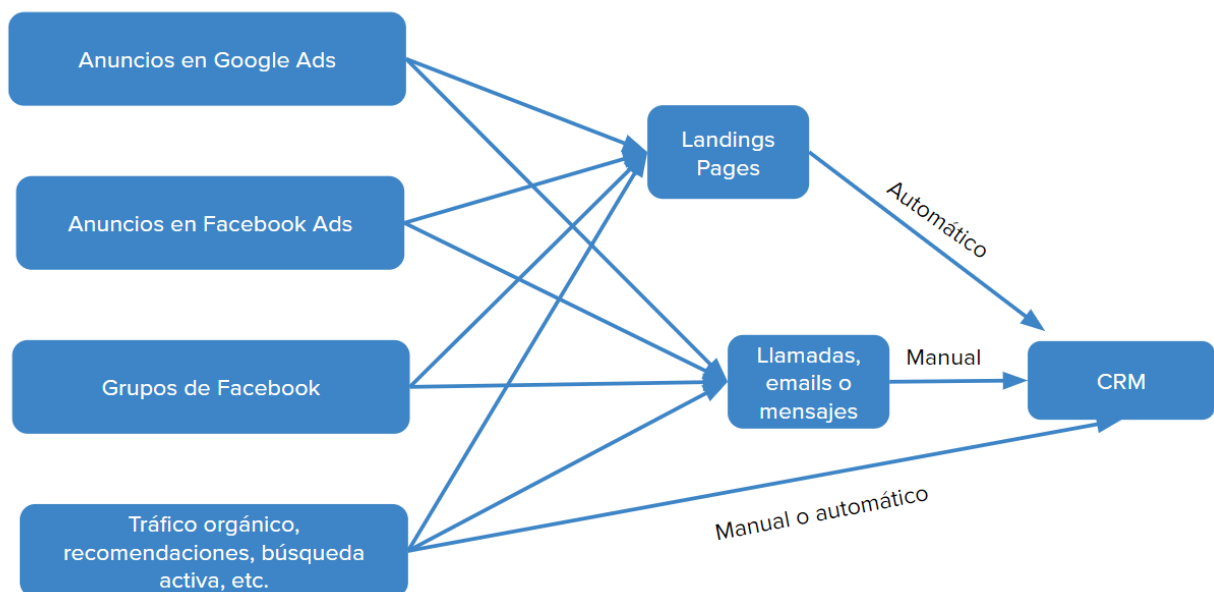 Anuncios en Google Ads
Anuncios en Facebook Ads
Grupos de Facebook
Tráfico orgánico,
recomendaciones, búsqueda
activa, etc.
Landings
Pages
Llamadas,
emails o
mensajes
Automático
Manual
Manual o automático
CRM